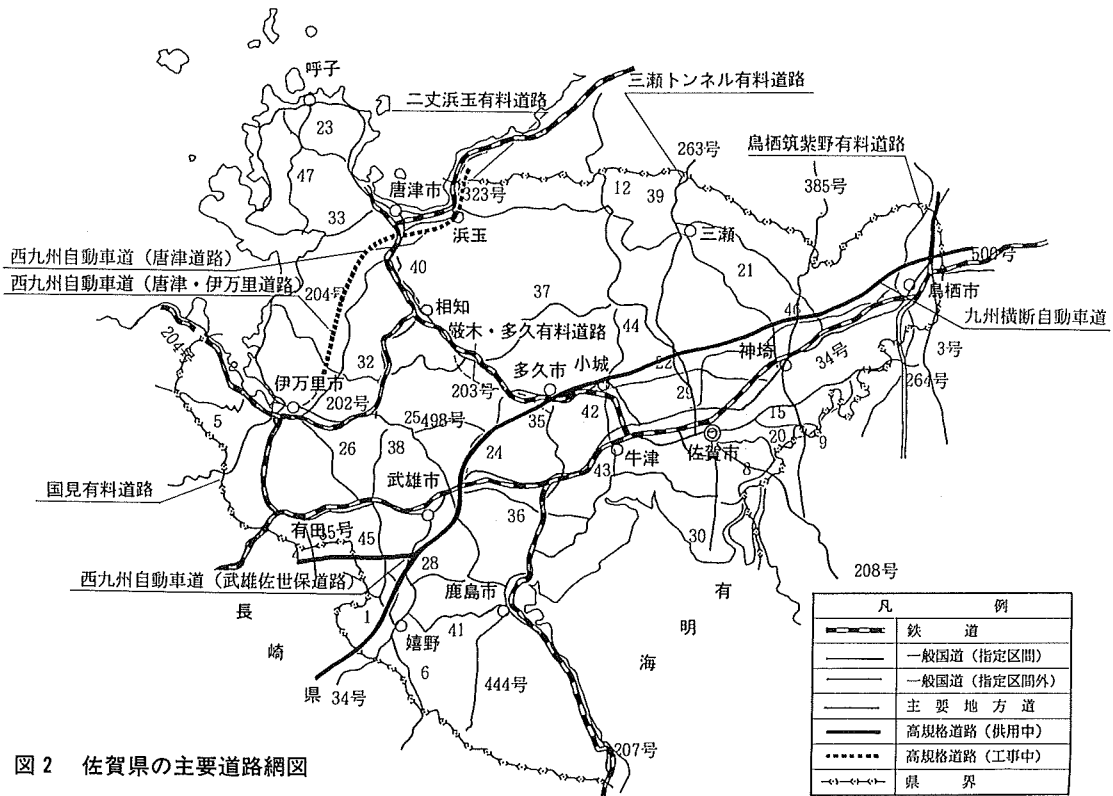 呼子
三瀬トンネル有料道路
二丈浜玉有料道路
23
263号
鳥栖筑紫野有料道路
47
唐津市
323号
12
39
385号
33
浜玉
三瀬
西九州自動車道（唐津道路）
500号
40
21
西九州自動車道（唐津・伊万里道路）
204号
37
鳥栖市
相知
46
九州横断自動車道
204号
厳木・多久有料道路
44
神埼
34号
3号
32
多久市
小城
22
伊万里市
203号
264号
202号
29
5
25
498号
35
42
15
26
38
24
20
9
武雄市
43
牛津
佐賀市
8
国見有料道路
36
有田
35号
45
30
西九州自動車道（武雄佐世保道路）
28
208号
長
崎
県
鹿島市
有
明
海
1
嬉野
41
6
34号
444号
207号
凡例
鉄道
一般国道（指定区間）
一般国道（指定区間外）
主要地方道
高規格道路（供用中）
高規格道路（工事中）
県界
図2 佐賀県の主要道路網図